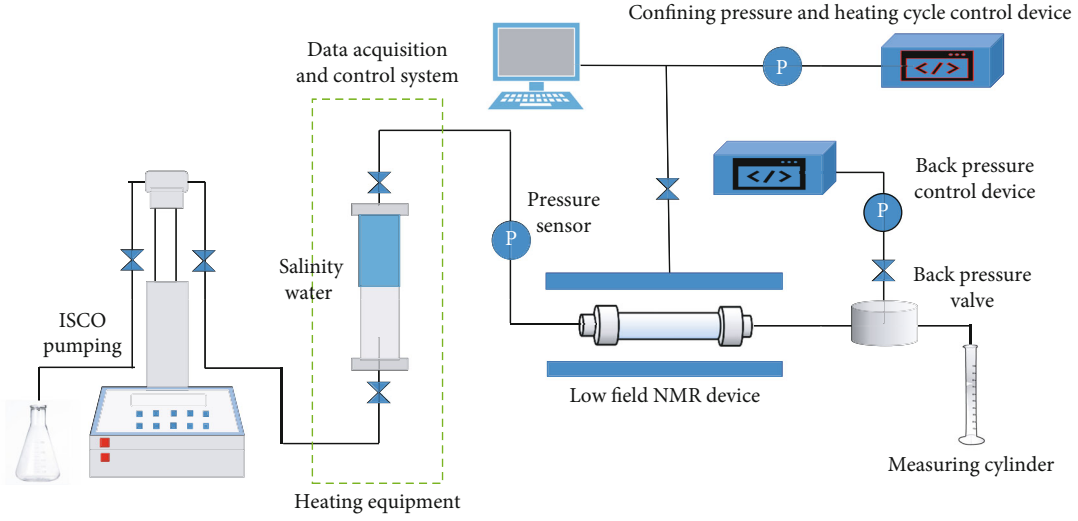 Confining pressure and heating cycle control device
Data acquisition
and control system
</>
P
</>
Back pressure
control device
P
Pressure
sensor
P
Salinity
water
Back pressure
valve
ISCO
pumping
Low field NMR device
Measuring cylinder
Heating equipment